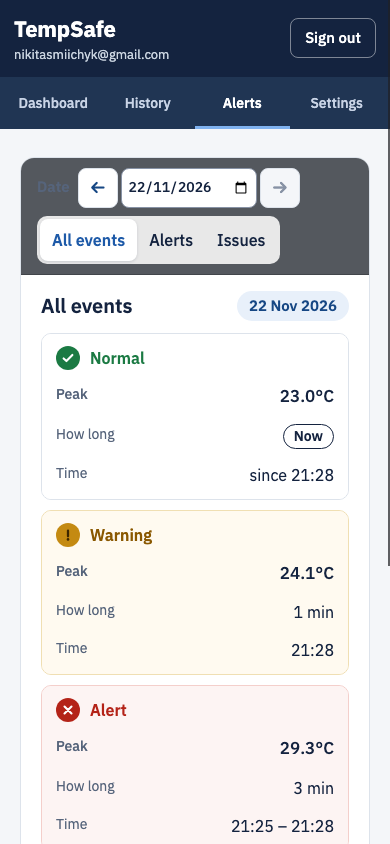 TempSafe
nikitasmiichyk@gmail.com
Sign out
Dashboard History Alerts Settings
Date ← 22/11/2026 →
All events Alerts Issues
All events 22 Nov 2026
Normal
Peak 23.0°C
How long Now
Time since 21:28
Warning
Peak 24.1°C
How long 1 min
Time 21:28
Alert
Peak 29.3°C
How long 3 min
Time 21:25 – 21:28